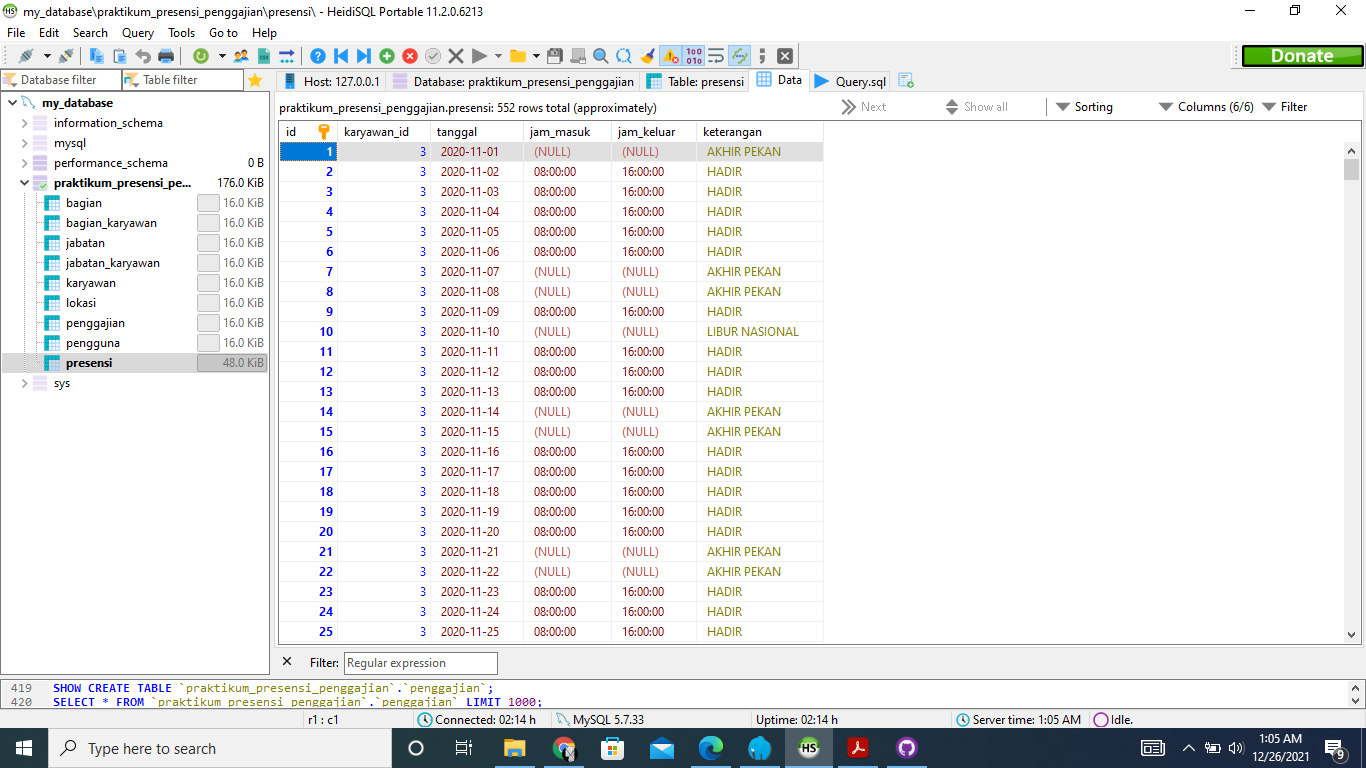 my_database\praktikum_presensi_penggajian\presensi\ - HeidiSQL Portable 11.2.0.6213
File Edit Search Query Tools Go to Help
Donate
Database filter Table filter
Host: 127.0.0.1 Database: praktikum_presensi_penggajian Table: presensi Data Query.sql
my_database
information_schema
mysql
performance_schema 0 B
praktikum_presensi_pe... 176.0 KiB
bagian 16.0 KiB
bagian_karyawan 16.0 KiB
jabatan 16.0 KiB
jabatan_karyawan 16.0 KiB
karyawan 16.0 KiB
lokasi 16.0 KiB
penggajian 16.0 KiB
pengguna 16.0 KiB
presensi 48.0 KiB
sys
praktikum_presensi_penggajian.presensi: 552 rows total (approximately) Next Show all Sorting Columns (6/6) Filter
id karyawan_id tanggal jam_masuk jam_keluar keterangan
1 3 2020-11-01 (NULL) (NULL) AKHIR PEKAN
2 3 2020-11-02 08:00:00 16:00:00 HADIR
3 3 2020-11-03 08:00:00 16:00:00 HADIR
4 3 2020-11-04 08:00:00 16:00:00 HADIR
5 3 2020-11-05 08:00:00 16:00:00 HADIR
6 3 2020-11-06 08:00:00 16:00:00 HADIR
7 3 2020-11-07 (NULL) (NULL) AKHIR PEKAN
8 3 2020-11-08 (NULL) (NULL) AKHIR PEKAN
9 3 2020-11-09 08:00:00 16:00:00 HADIR
10 3 2020-11-10 (NULL) (NULL) LIBUR NASIONAL
11 3 2020-11-11 08:00:00 16:00:00 HADIR
12 3 2020-11-12 08:00:00 16:00:00 HADIR
13 3 2020-11-13 08:00:00 16:00:00 HADIR
14 3 2020-11-14 (NULL) (NULL) AKHIR PEKAN
15 3 2020-11-15 (NULL) (NULL) AKHIR PEKAN
16 3 2020-11-16 08:00:00 16:00:00 HADIR
17 3 2020-11-17 08:00:00 16:00:00 HADIR
18 3 2020-11-18 08:00:00 16:00:00 HADIR
19 3 2020-11-19 08:00:00 16:00:00 HADIR
20 3 2020-11-20 08:00:00 16:00:00 HADIR
21 3 2020-11-21 (NULL) (NULL) AKHIR PEKAN
22 3 2020-11-22 (NULL) (NULL) AKHIR PEKAN
23 3 2020-11-23 08:00:00 16:00:00 HADIR
24 3 2020-11-24 08:00:00 16:00:00 HADIR
25 3 2020-11-25 08:00:00 16:00:00 HADIR
Filter: Regular expression
419 SHOW CREATE TABLE `praktikum_presensi_penggajian`.`penggajian`;
420 SELECT * FROM `praktikum_presensi_penggajian`.`penggajian` LIMIT 1000;
r1 : c1 Connected: 02:14 h MySQL 5.7.33 Uptime: 02:14 h Server time: 1:05 AM Idle.
Type here to search
HS
1:05 AM
12/26/2021
9